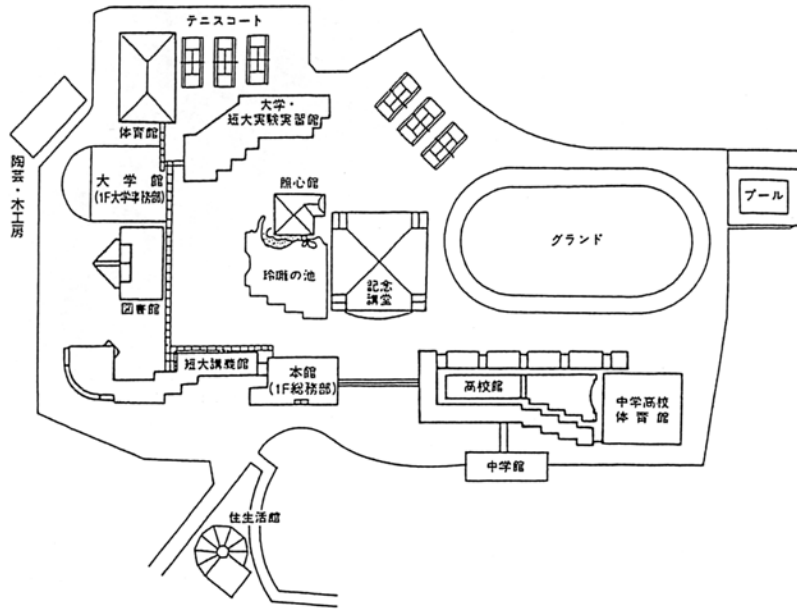 テニスコート
大学・
短大実験実習館
体育館
陶芸・木工房
大学館
(1F大学事務部)
照心館
プール
グランド
玲瓏の池
記念
講堂
図書館
短大講義館
本館
(1F総務部)
高校館
中学高校
体育館
中学館
住生活館